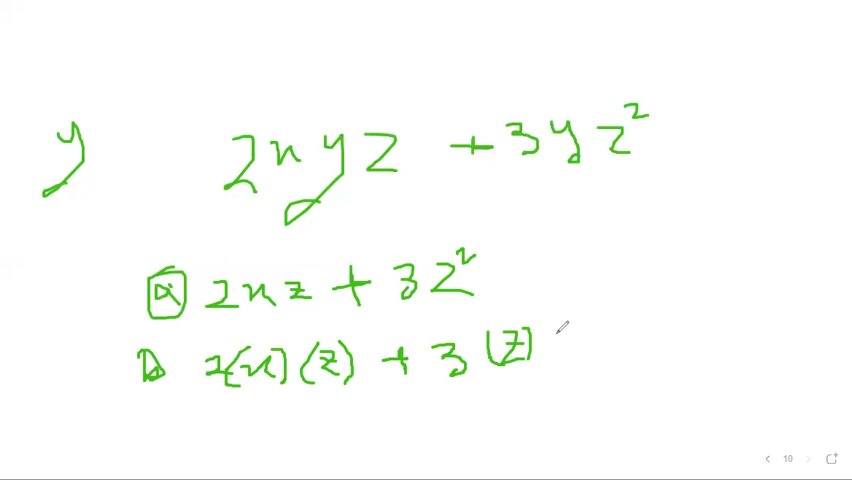 y 2xyz + 3yz²
a 2xz + 3z²
b 2(x)(z) + 3(z)
10